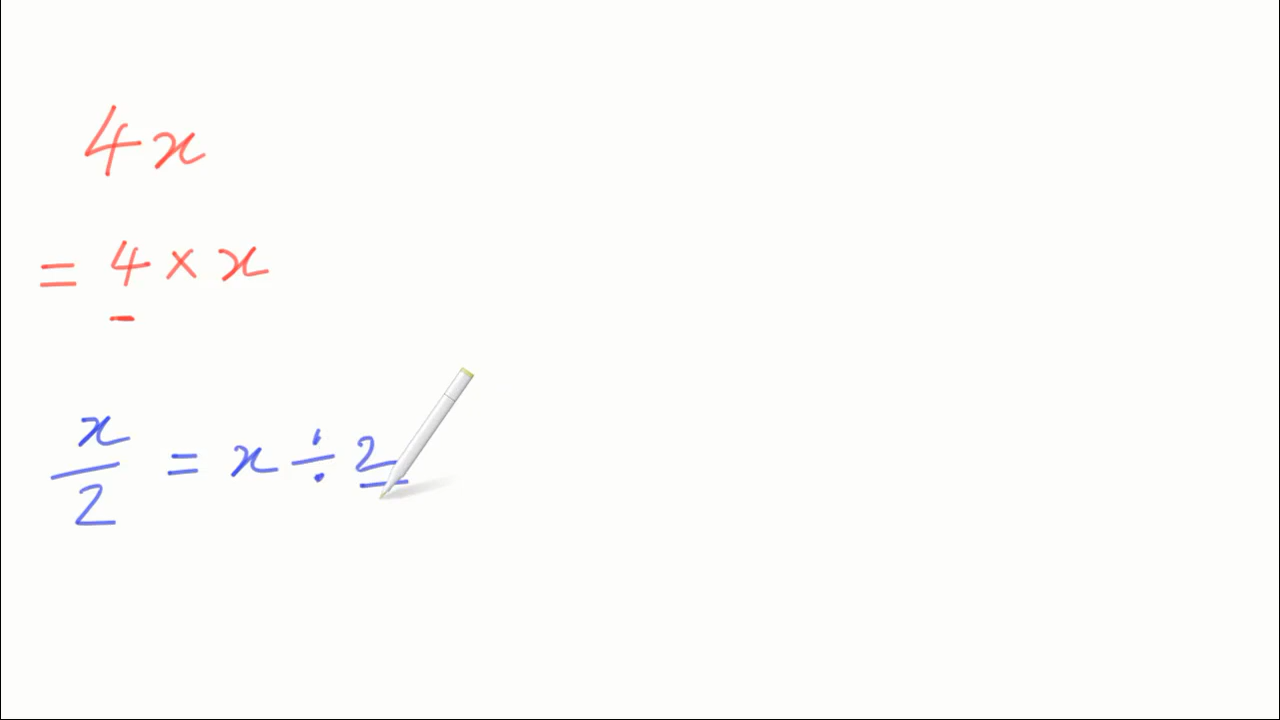 4x
= 4 × x
x/2 = x ÷ 2